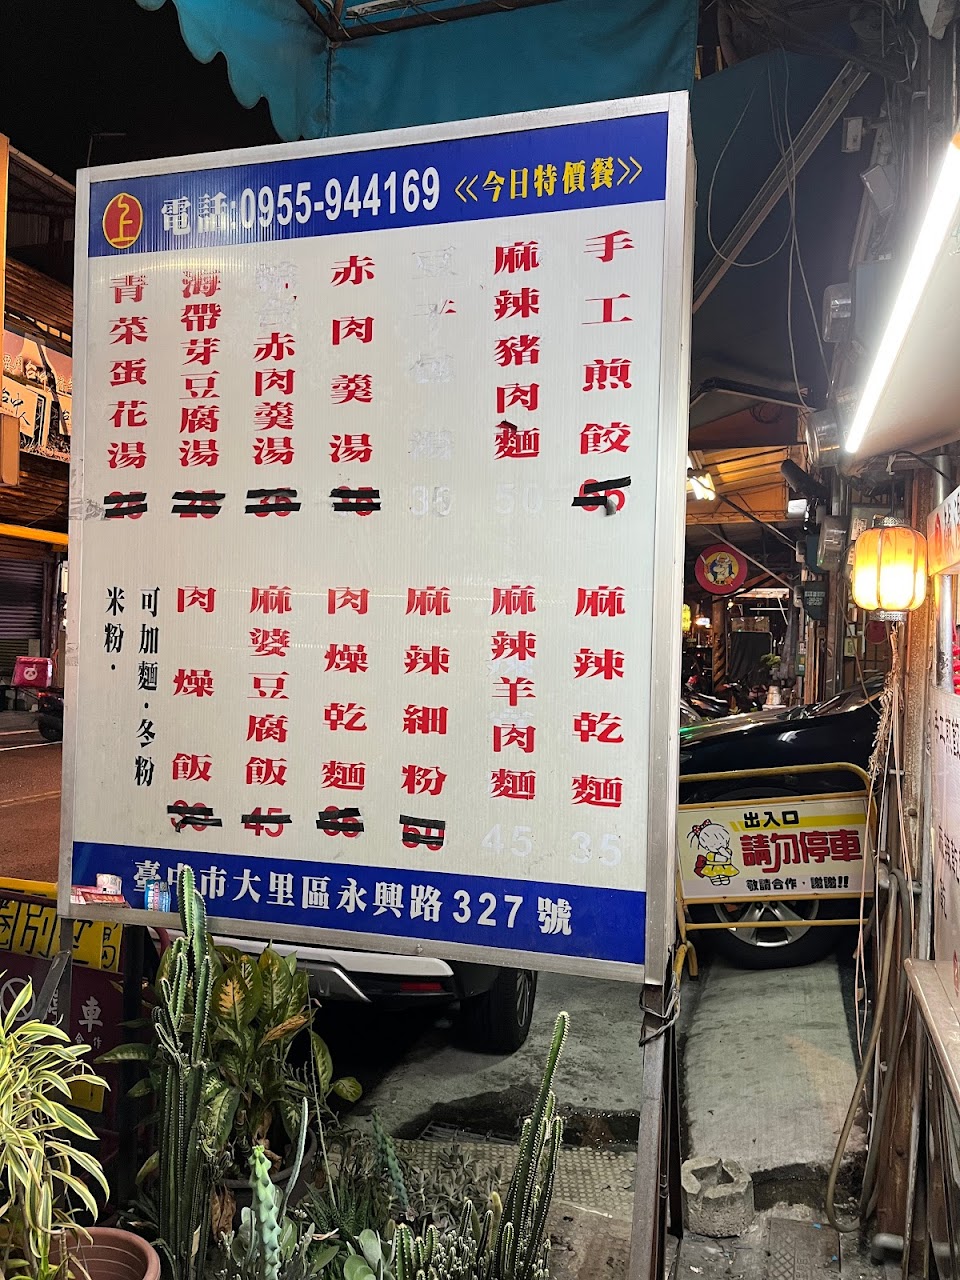 上 電話:0955-944169 《今日特價餐》
手工煎餃
麻辣豬肉麵 50
35
赤肉羹湯
赤肉羹湯
海帶芽豆腐湯
青菜蛋花湯
麻辣乾麵 35
麻辣羊肉麵 45
麻辣細粉 50
肉燥乾麵
麻婆豆腐飯 45
肉燥飯
可加麵．冬粉
米粉．
臺中市大里區永興路327號
出入口
請勿停車
敬請合作．謝謝!!
車
合作